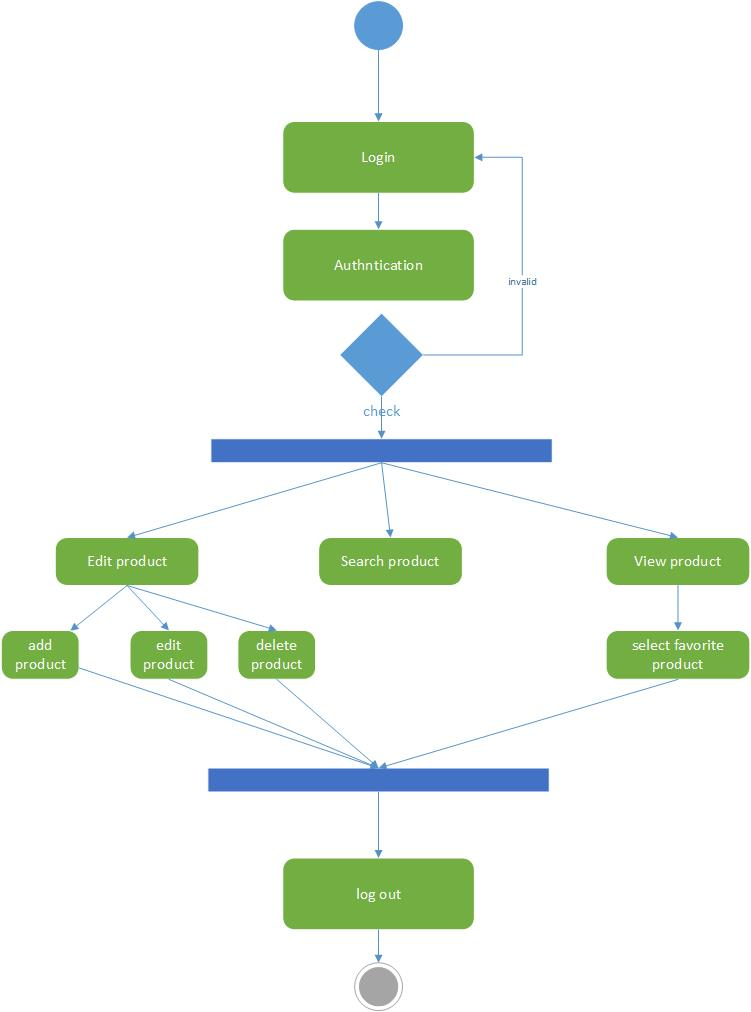 Login
Authntication
invalid
check
Edit product
Search product
View product
add
product
edit
product
delete
product
select favorite
product
log out